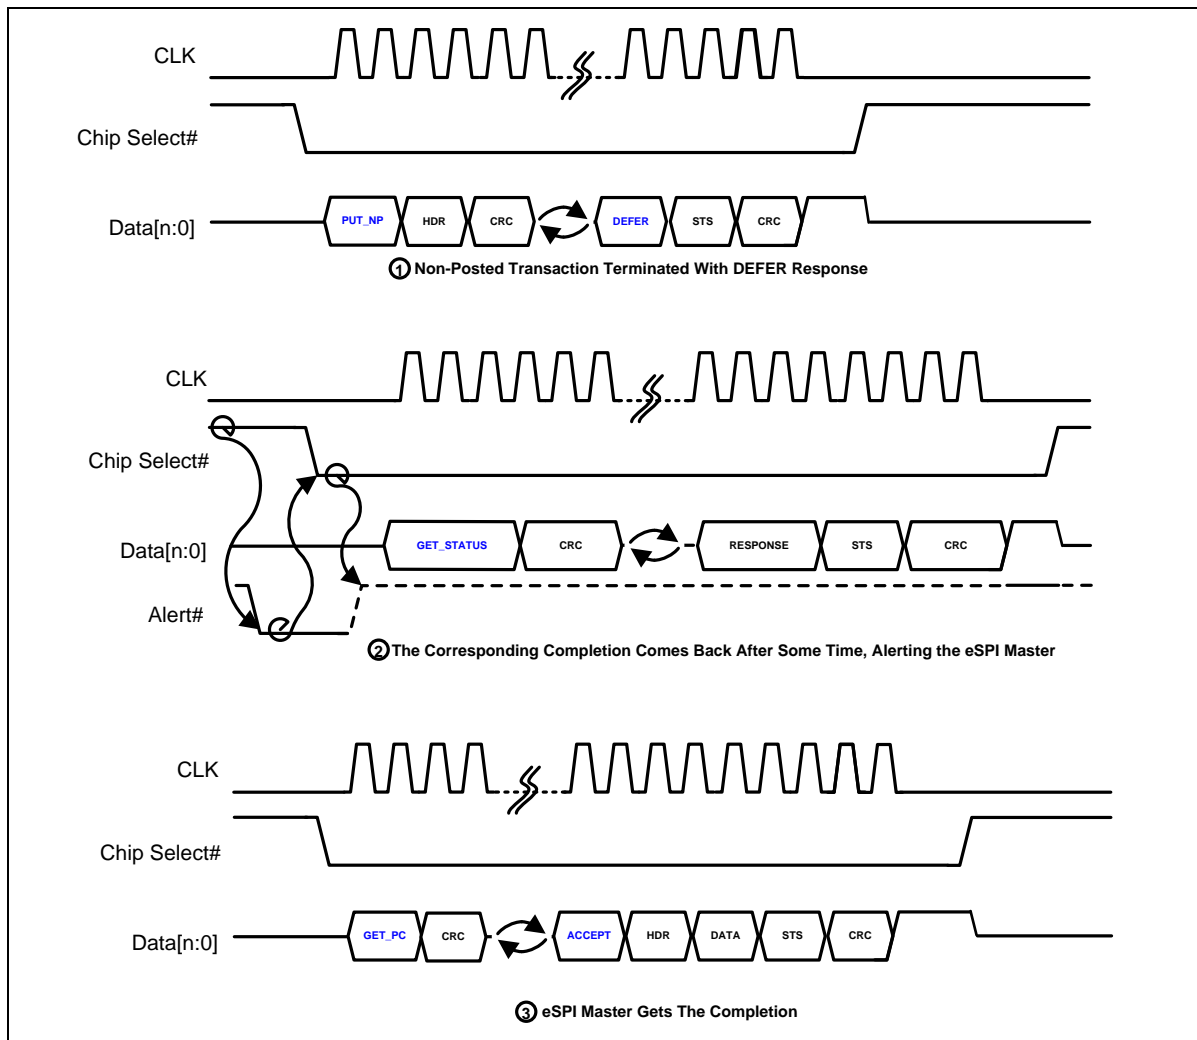 CLK
Chip Select#
Data[n:0] PUT_NP HDR CRC DEFER STS CRC
1 Non-Posted Transaction Terminated With DEFER Response
CLK
Chip Select#
Data[n:0] GET_STATUS CRC RESPONSE STS CRC
Alert#
2 The Corresponding Completion Comes Back After Some Time, Alerting the eSPI Master
CLK
Chip Select#
Data[n:0] GET_PC CRC ACCEPT HDR DATA STS CRC
3 eSPI Master Gets The Completion